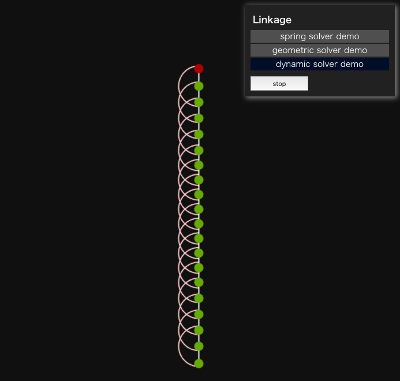 Linkage
spring solver demo
geometric solver demo
dynamic solver demo
stop